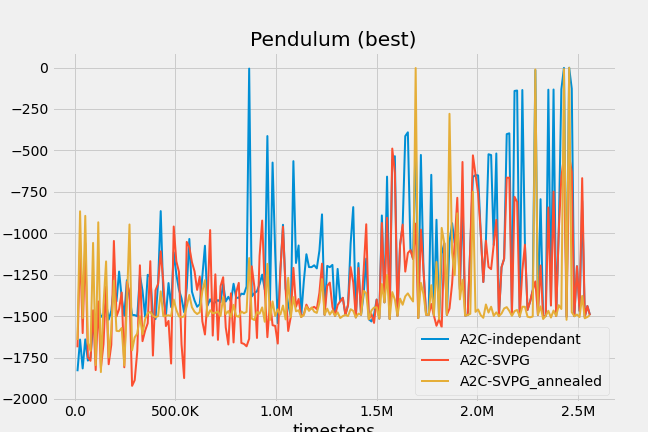 Pendulum (best)
0
−250
−500
−750
−1000
−1250
−1500
−1750
−2000
0.0 500.0K 1.0M 1.5M 2.0M 2.5M
timesteps
A2C-independant
A2C-SVPG
A2C-SVPG_annealed